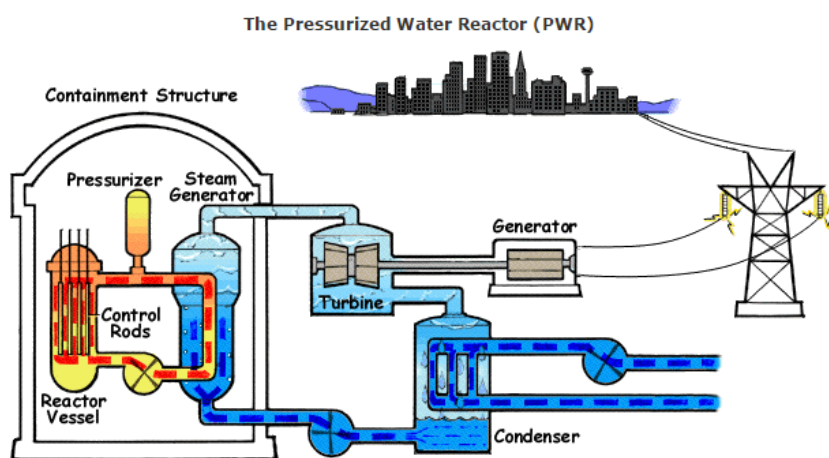 The Pressurized Water Reactor (PWR)
Containment Structure
Pressurizer
Steam
Generator
Generator
Turbine
Control
Rods
Reactor
Vessel
Condenser